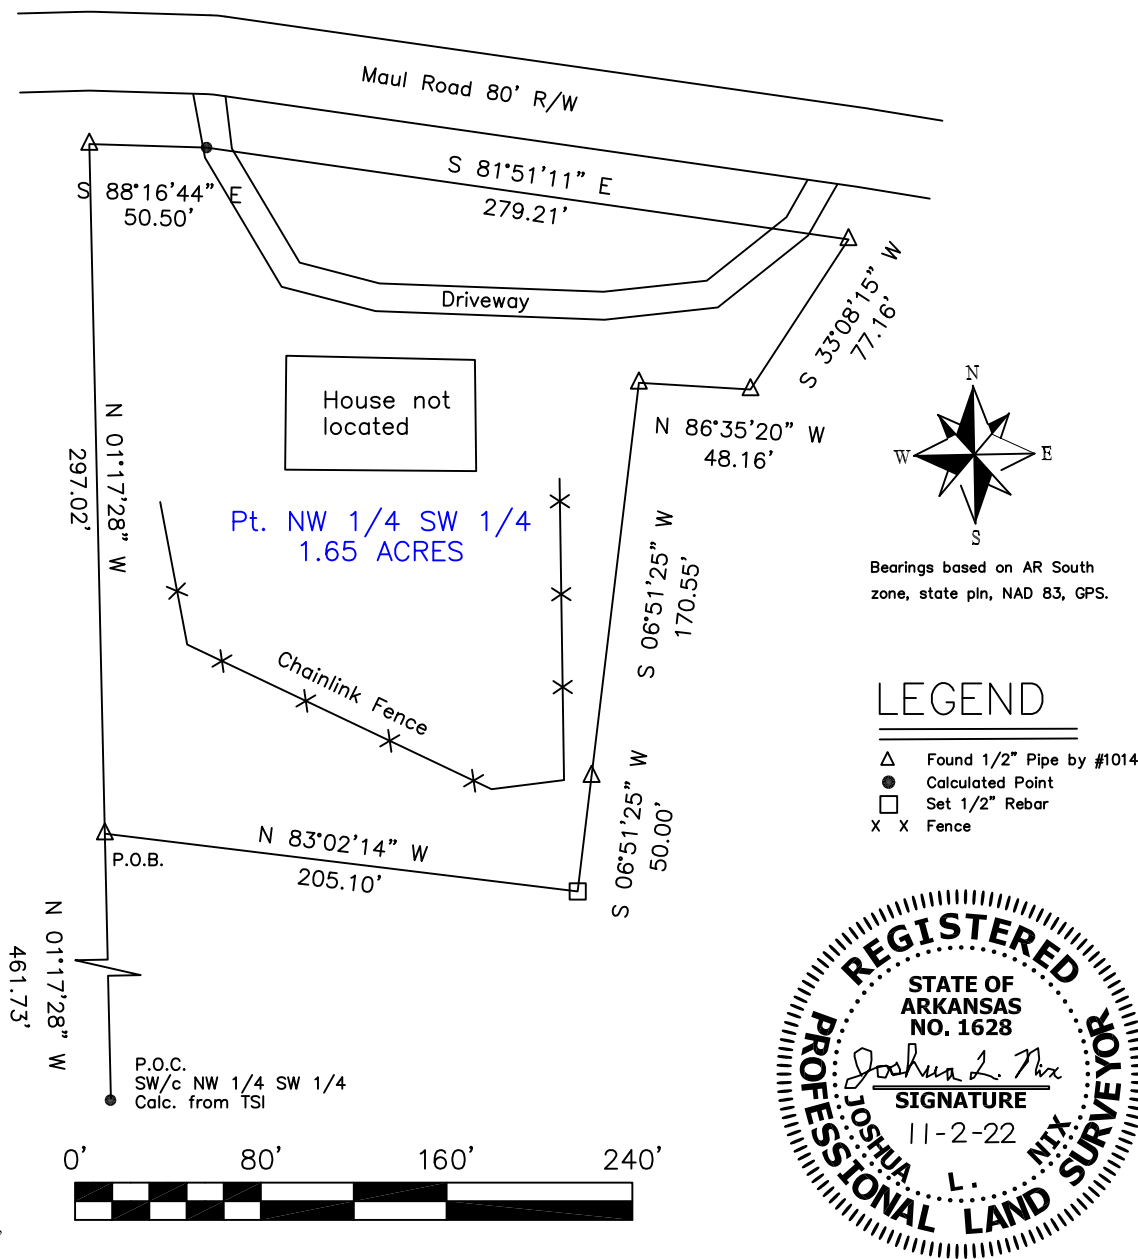 Maul Road 80' R/W
S 81°51'11" E
279.21'
S 88°16'44" E
50.50'
Driveway
S 33°08'15" W
77.16'
House not
located
N 86°35'20" W
48.16'
N 01°17'28" W
297.02'
Pt. NW 1/4 SW 1/4
1.65 ACRES
S 06°51'25" W
170.55'
Chainlink Fence
S 06°51'25" W
50.00'
N 83°02'14" W
205.10'
P.O.B.
N 01°17'28" W
461.73'
P.O.C.
SW/c NW 1/4 SW 1/4
Calc. from TSI
0' 80' 160' 240'
N
W E
S
Bearings based on AR South
zone, state pln, NAD 83, GPS.
LEGEND
Found 1/2" Pipe by #1014
Calculated Point
Set 1/2" Rebar
X X Fence
REGISTERED
PROFESSIONAL LAND SURVEYOR
STATE OF
ARKANSAS
NO. 1628
Joshua L. Nix
SIGNATURE
11-2-22
JOSHUA L. NIX